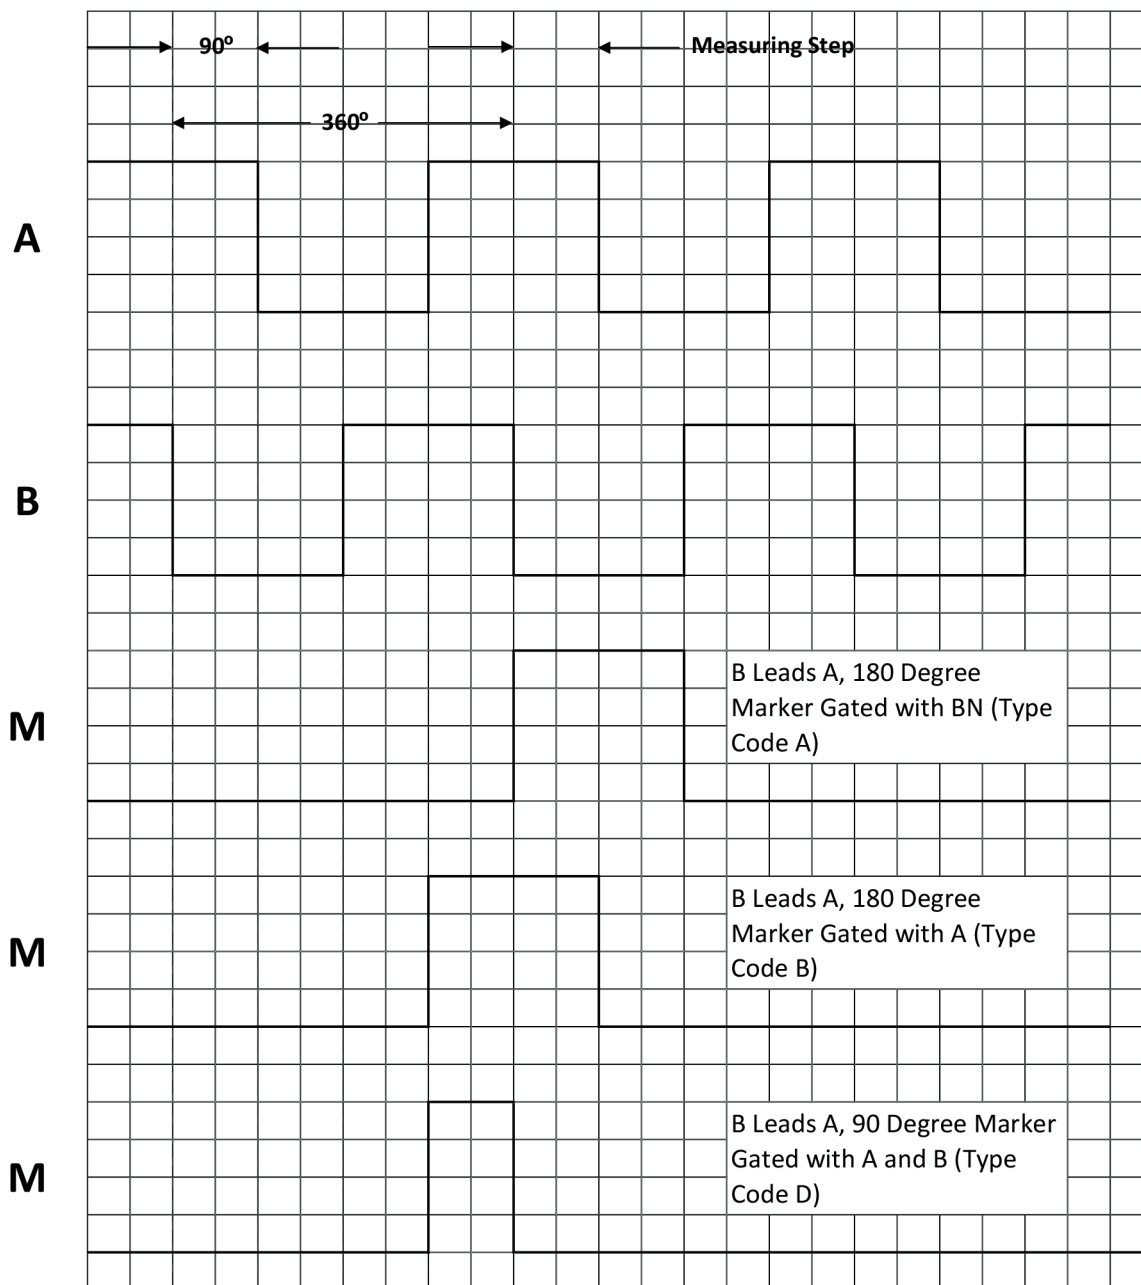 90º
Measuring Step
360º
A
B
M
B Leads A, 180 Degree
Marker Gated with BN (Type
Code A)
M
B Leads A, 180 Degree
Marker Gated with A (Type
Code B)
M
B Leads A, 90 Degree Marker
Gated with A and B (Type
Code D)